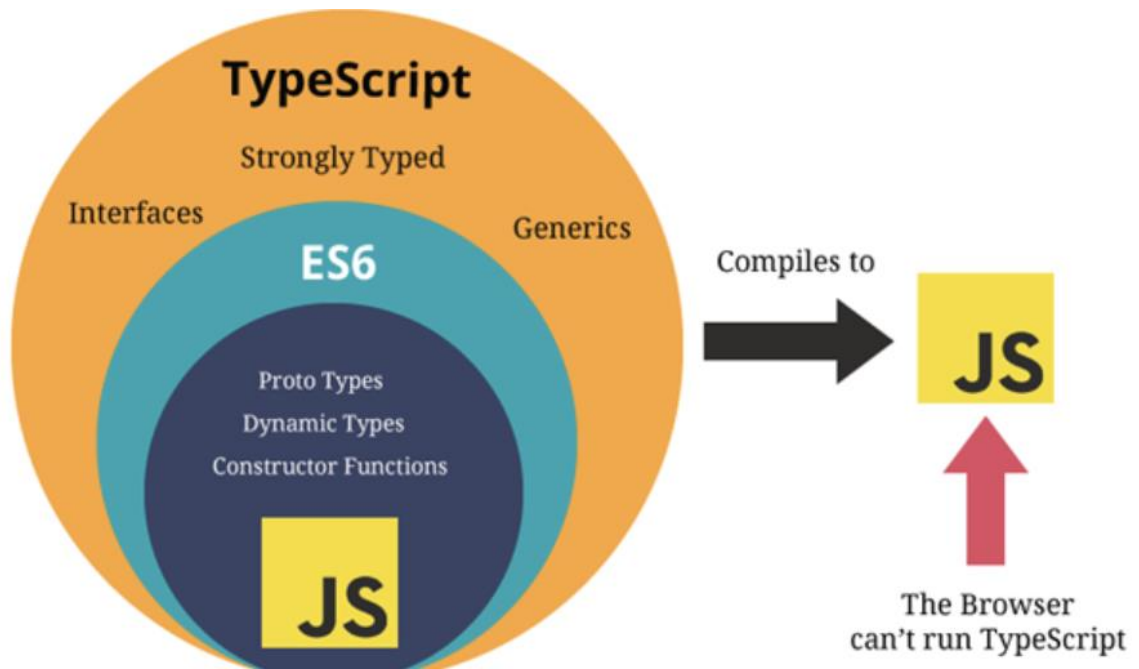 TypeScript
Strongly Typed
Interfaces
Generics
ES6
Proto Types
Dynamic Types
Constructor Functions
JS
Compiles to
JS
The Browser
can’t run TypeScript